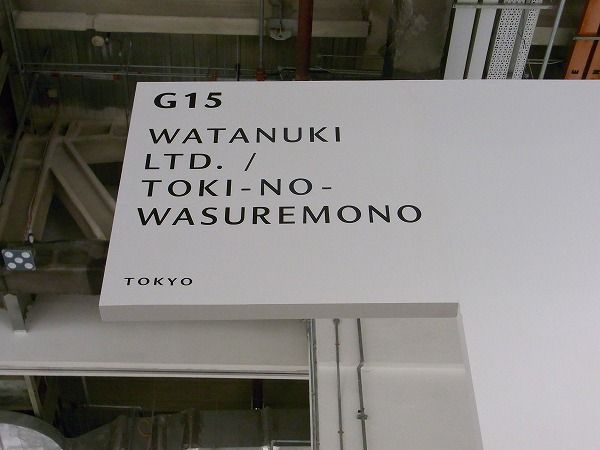 G15
WATANUKI
LTD. /
TOKI-NO-
WASUREMONO
TOKYO